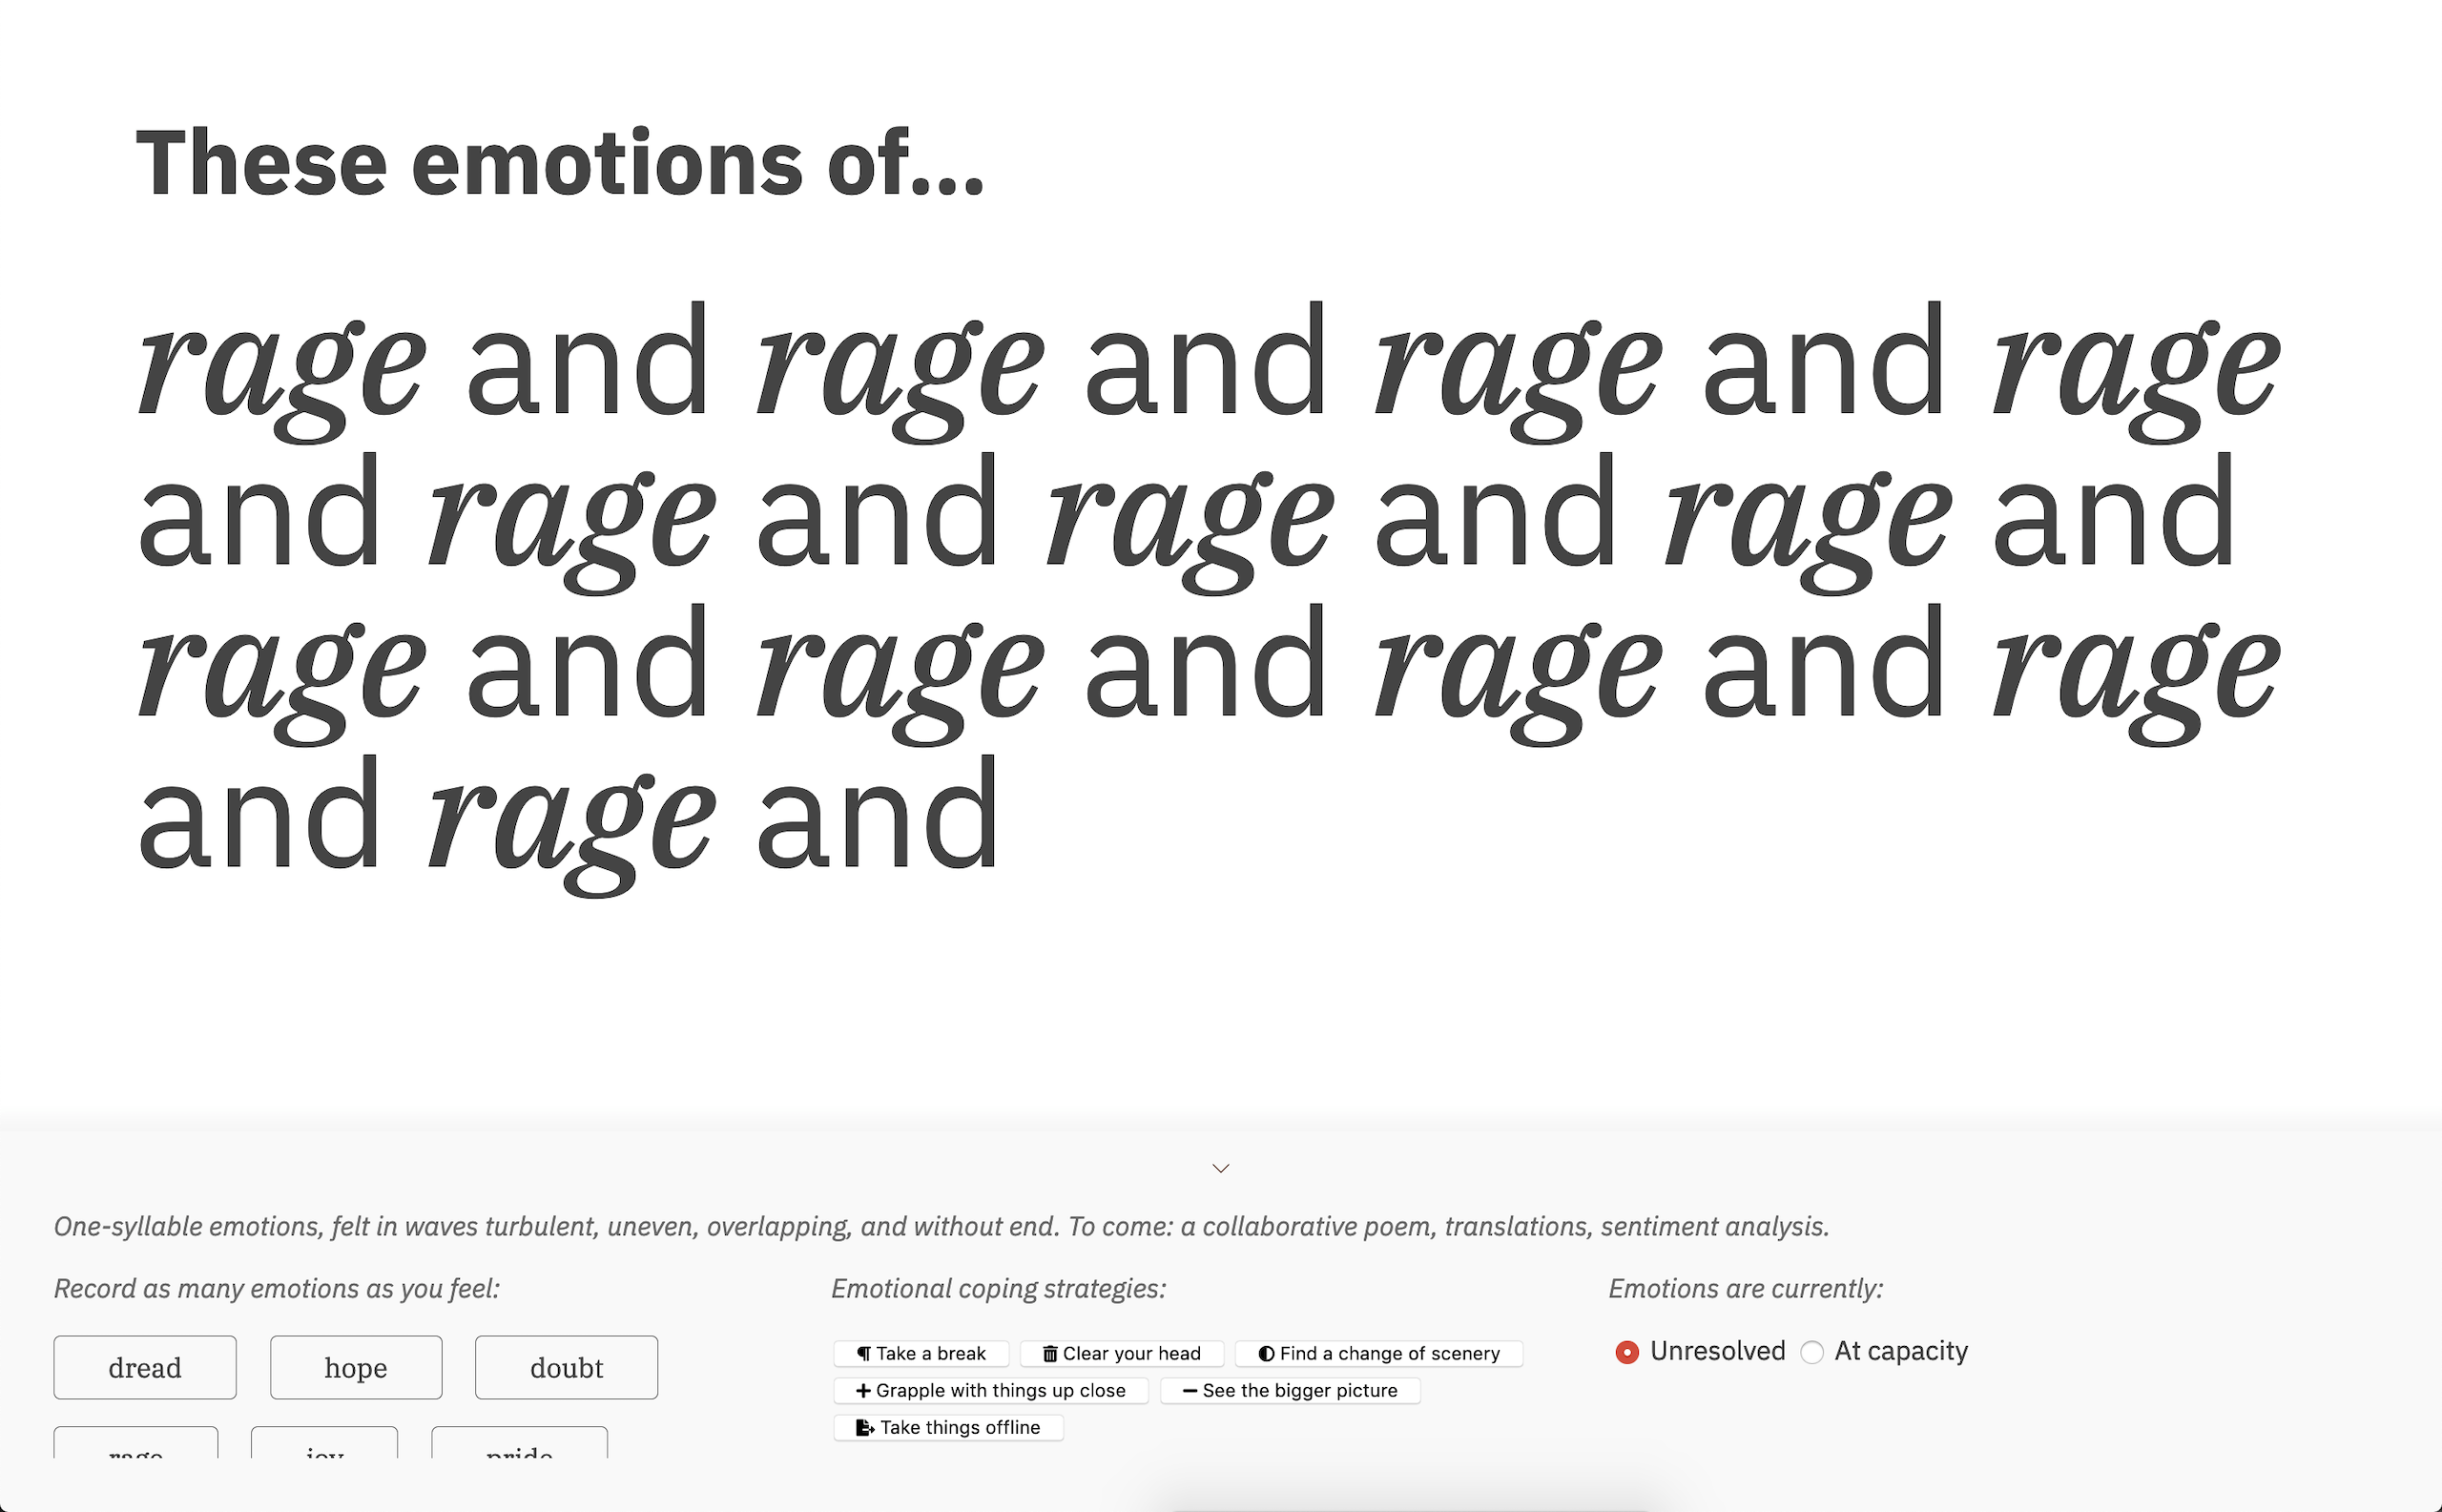 These emotions of...
rage and rage and rage and rage
and rage and rage and rage and
rage and rage and rage and rage
and rage and
One-syllable emotions, felt in waves turbulent, uneven, overlapping, and without end. To come: a collaborative poem, translations, sentiment analysis.
Record as many emotions as you feel:
dread hope doubt
rage joy pride
Emotional coping strategies:
¶ Take a break Clear your head Find a change of scenery
+ Grapple with things up close − See the bigger picture
Take things offline
Emotions are currently:
Unresolved At capacity